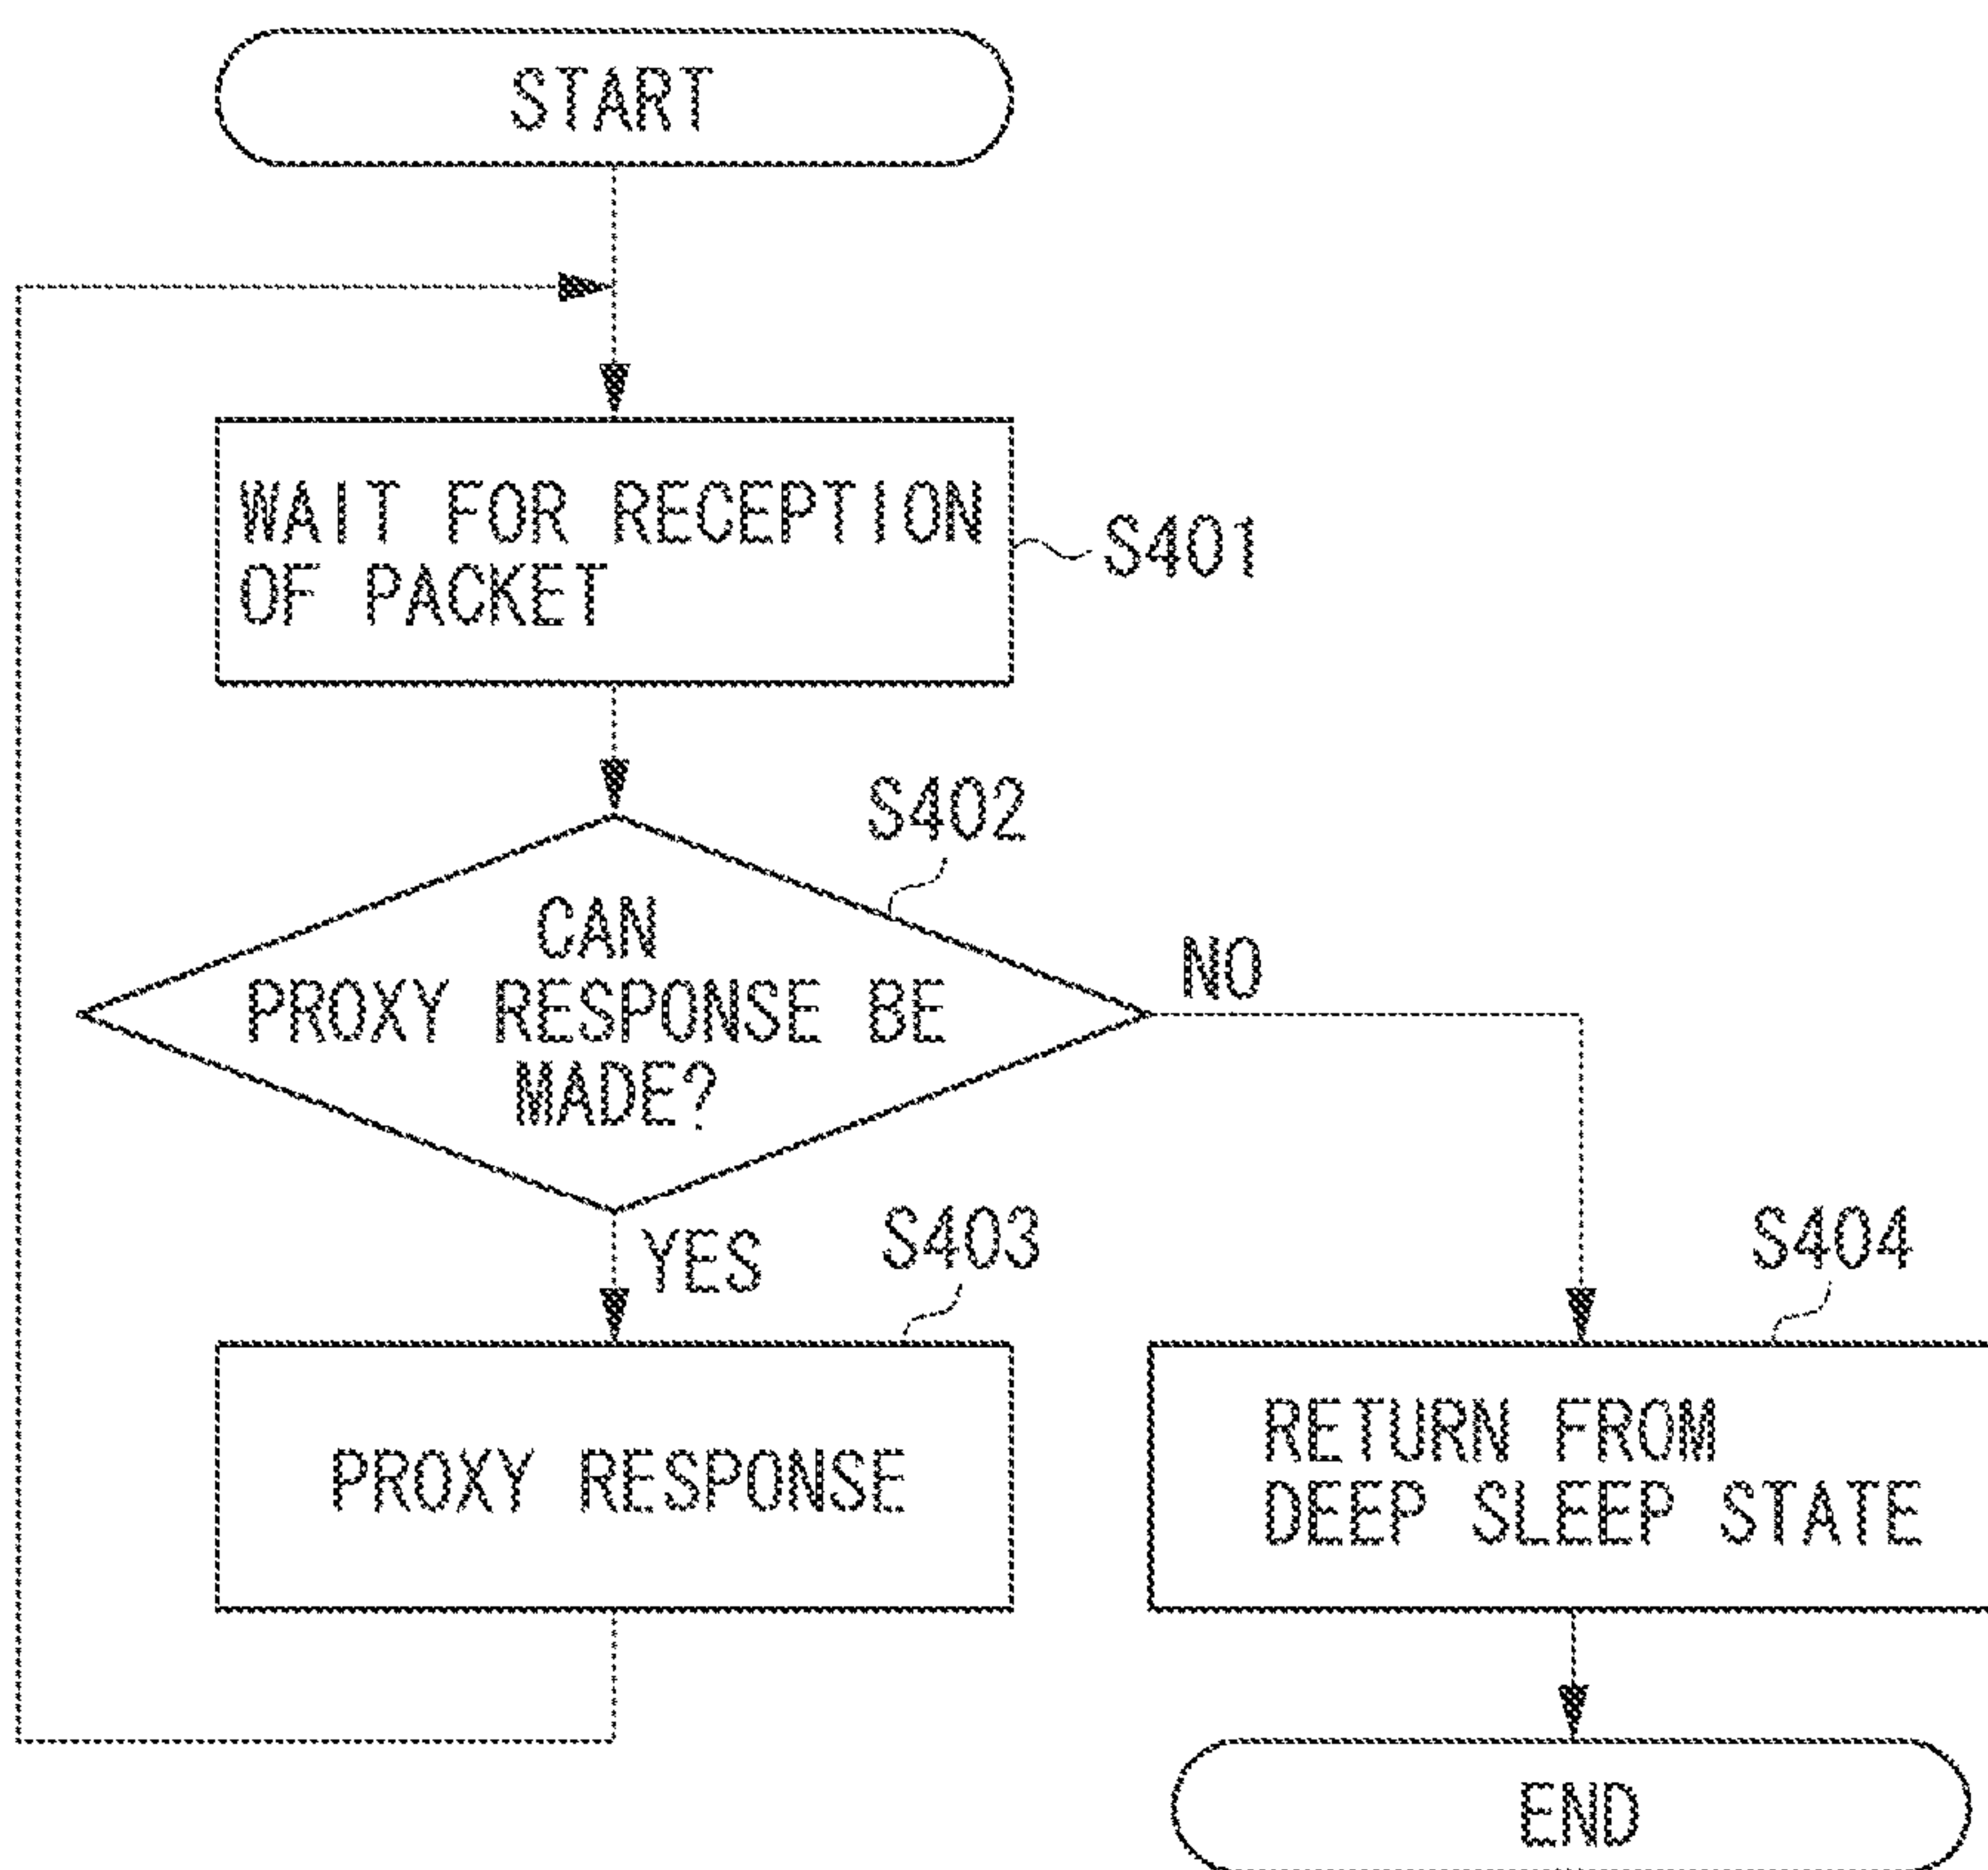 START
WAIT FOR RECEPTION
OF PACKET
S401
S402
CAN
PROXY RESPONSE BE
MADE?
NO
YES
S403
PROXY RESPONSE
S404
RETURN FROM
DEEP SLEEP STATE
END